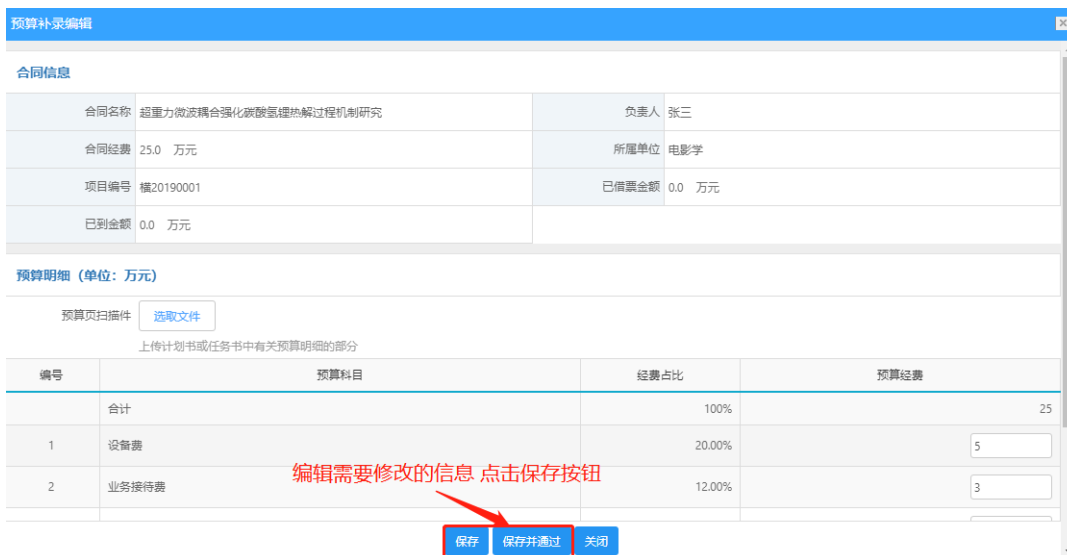 预算补录编辑
合同信息
合同名称 超重力微波耦合强化碳酸氢锂热解过程机制研究 负责人 张三
合同经费 25.0 万元 所属单位 电影学
项目编号 横20190001 已借票金额 0.0 万元
已到金额 0.0 万元
预算明细（单位：万元）
预算页扫描件 选取文件
上传计划书或任务书中有关预算明细的部分
编号 预算科目 经费占比 预算经费
合计 100% 25
1 设备费 20.00% 5
2 业务接待费 12.00% 3
编辑需要修改的信息 点击保存按钮
保存 保存并通过 关闭